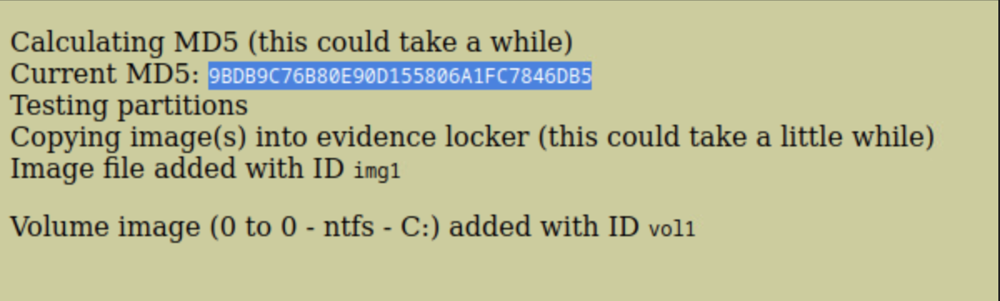 Calculating MD5 (this could take a while)
Current MD5: 9BDB9C76B80E90D155806A1FC7846DB5
Testing partitions
Copying image(s) into evidence locker (this could take a little while)
Image file added with ID img1
Volume image (0 to 0 - ntfs - C:) added with ID vol1